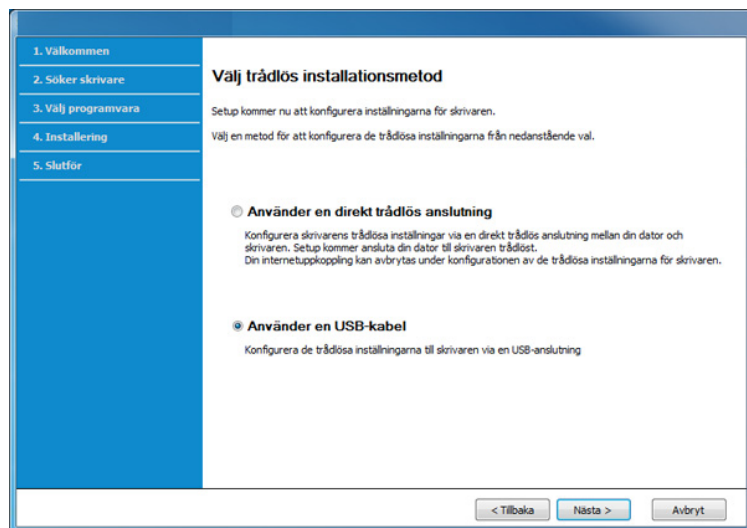 1. Välkommen
2. Söker skrivare
3. Välj programvara
4. Installering
5. Slutför
Välj trådlös installationsmetod
Setup kommer nu att konfigurera inställningarna för skrivaren.
Välj en metod för att konfigurera de trådlösa inställningarna från nedanstående val.
Använder en direkt trådlös anslutning
Konfigurera skrivarens trådlösa inställningar via en direkt trådlös anslutning mellan din dator och
skrivaren. Setup kommer ansluta din dator till skrivaren trådlöst.
Din internetuppkoppling kan avbrytas under konfigurationen av de trådlösa inställningarna för skrivaren.
Använder en USB-kabel
Konfigurera de trådlösa inställningarna till skrivaren via en USB-anslutning
< Tillbaka
Nästa >
Avbryt